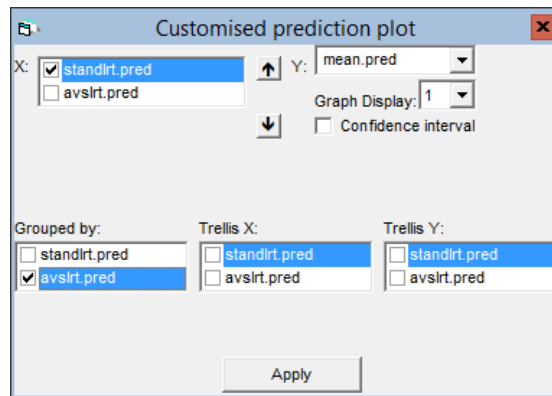 Customised prediction plot
X: standlrt.pred
avslrt.pred
Y: mean.pred
Graph Display: 1
Confidence interval
Grouped by:
standlrt.pred
avslrt.pred
Trellis X:
standlrt.pred
avslrt.pred
Trellis Y:
standlrt.pred
avslrt.pred
Apply